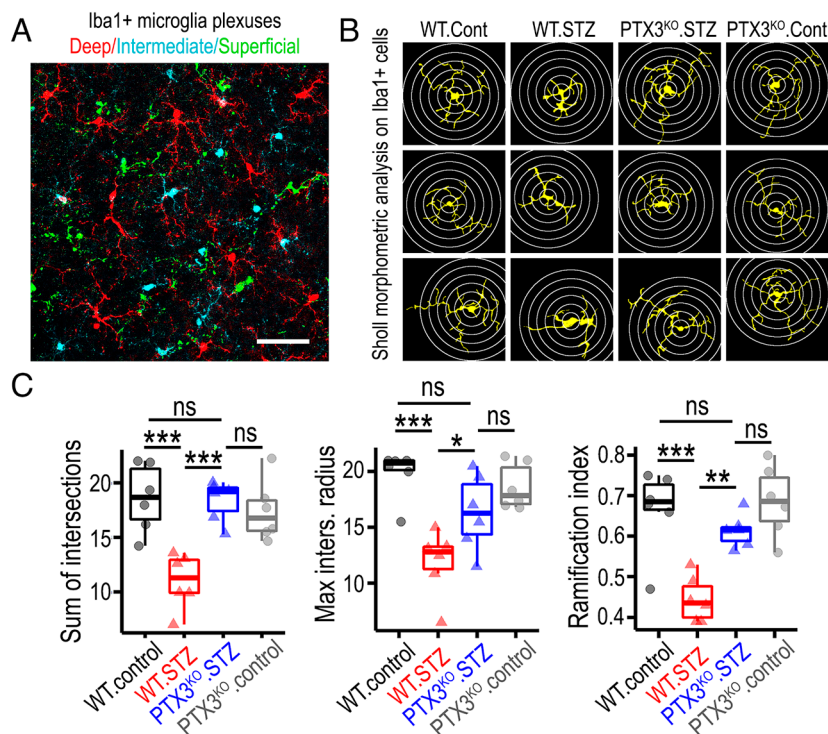 A
Iba1+ microglia plexuses
Deep/Intermediate/Superficial
B
WT.Cont WT.STZ PTX3KO.STZ PTX3KO.Cont
Sholl morphometric analysis on Iba1+ cells
C
Sum of intersections
20
15
10
ns
*** *** ns
WT.control
WT.STZ
PTX3KO.STZ
PTX3KO.control
Max inters. radius
20
15
10
ns
*** * ns
WT.control
WT.STZ
PTX3KO.STZ
PTX3KO.control
Ramification index
0.8
0.7
0.6
0.5
0.4
ns
*** ** ns
WT.control
WT.STZ
PTX3KO.STZ
PTX3KO.control